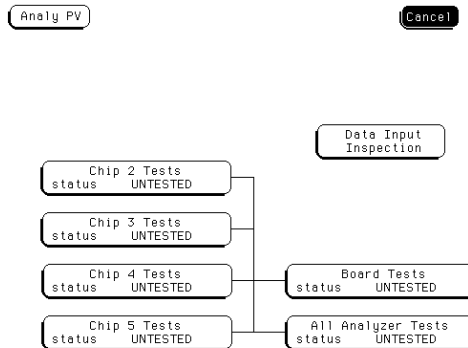 Analy PV
Cancel
Data Input
Inspection
Chip 2 Tests
status UNTESTED
Chip 3 Tests
status UNTESTED
Chip 4 Tests
status UNTESTED
Board Tests
status UNTESTED
Chip 5 Tests
status UNTESTED
All Analyzer Tests
status UNTESTED